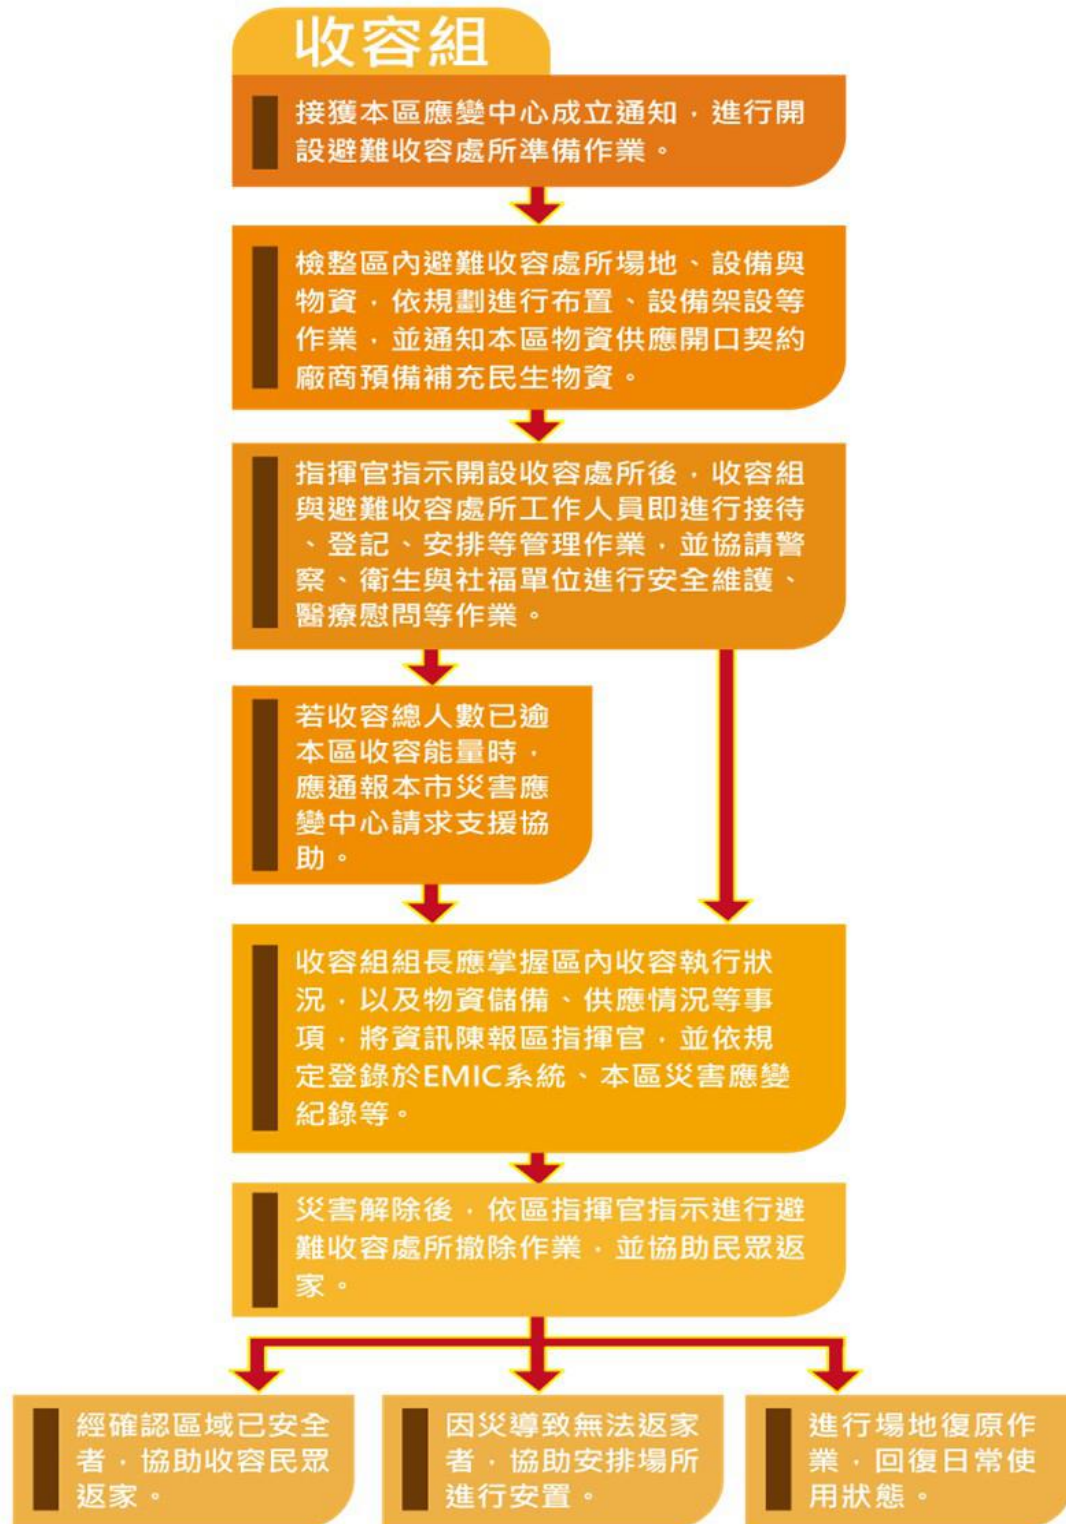 收容組
接獲本區應變中心成立通知，進行開
設避難收容處所準備作業。
檢整區內避難收容處所場地、設備與
物資，依規劃進行布置、設備架設等
作業，並通知本區物資供應開口契約
廠商預備補充民生物資。
指揮官指示開設收容處所後，收容組
與避難收容處所工作人員即進行接待
、登記、安排等管理作業，並協請警
察、衛生與社福單位進行安全維護、
醫療慰問等作業。
若收容總人數已逾
本區收容能量時，
應通報本市災害應
變中心請求支援協
助。
收容組組長應掌握區內收容執行狀
況，以及物資儲備、供應情況等事
項，將資訊陳報區指揮官，並依規
定登錄於EMIC系統、本區災害應變
紀錄等。
災害解除後，依區指揮官指示進行避
難收容處所撤除作業，並協助民眾返
家。
經確認區域已安全
者，協助收容民眾
返家。
因災導致無法返家
者，協助安排場所
進行安置。
進行場地復原作
業，回復日常使
用狀態。